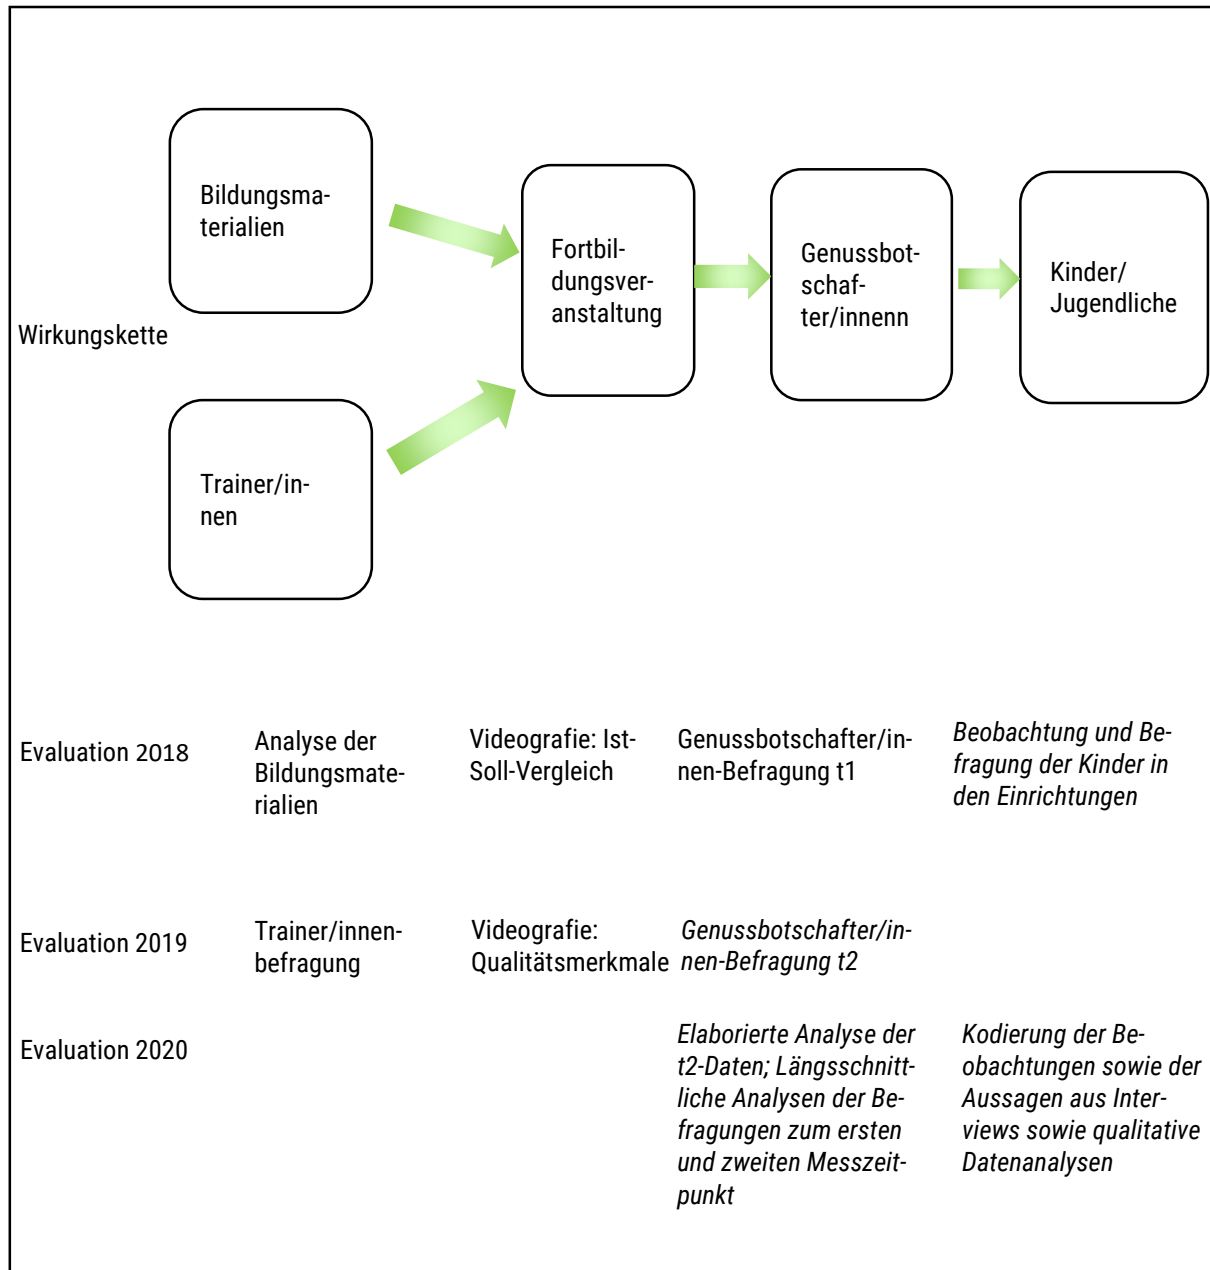 Bildungsma-
terialien
Fortbil-
dungsver-
anstaltung
Genussbot-
schaf-
ter/innenn
Kinder/
Jugendliche
Wirkungskette
Trainer/in-
nen
Evaluation 2018
Analyse der
Bildungsmate-
rialien
Videografie: Ist-
Soll-Vergleich
Genussbotschafter/in-
nen-Befragung t1
Beobachtung und Be-
fragung der Kinder in
den Einrichtungen
Evaluation 2019
Trainer/innen-
befragung
Videografie:
Qualitätsmerkmale
Genussbotschafter/in-
nen-Befragung t2
Evaluation 2020
Elaborierte Analyse der
t2-Daten; Längsschnitt-
liche Analysen der Be-
fragungen zum ersten
und zweiten Messzeit-
punkt
Kodierung der Be-
obachtungen sowie der
Aussagen aus Inter-
views sowie qualitative
Datenanalysen